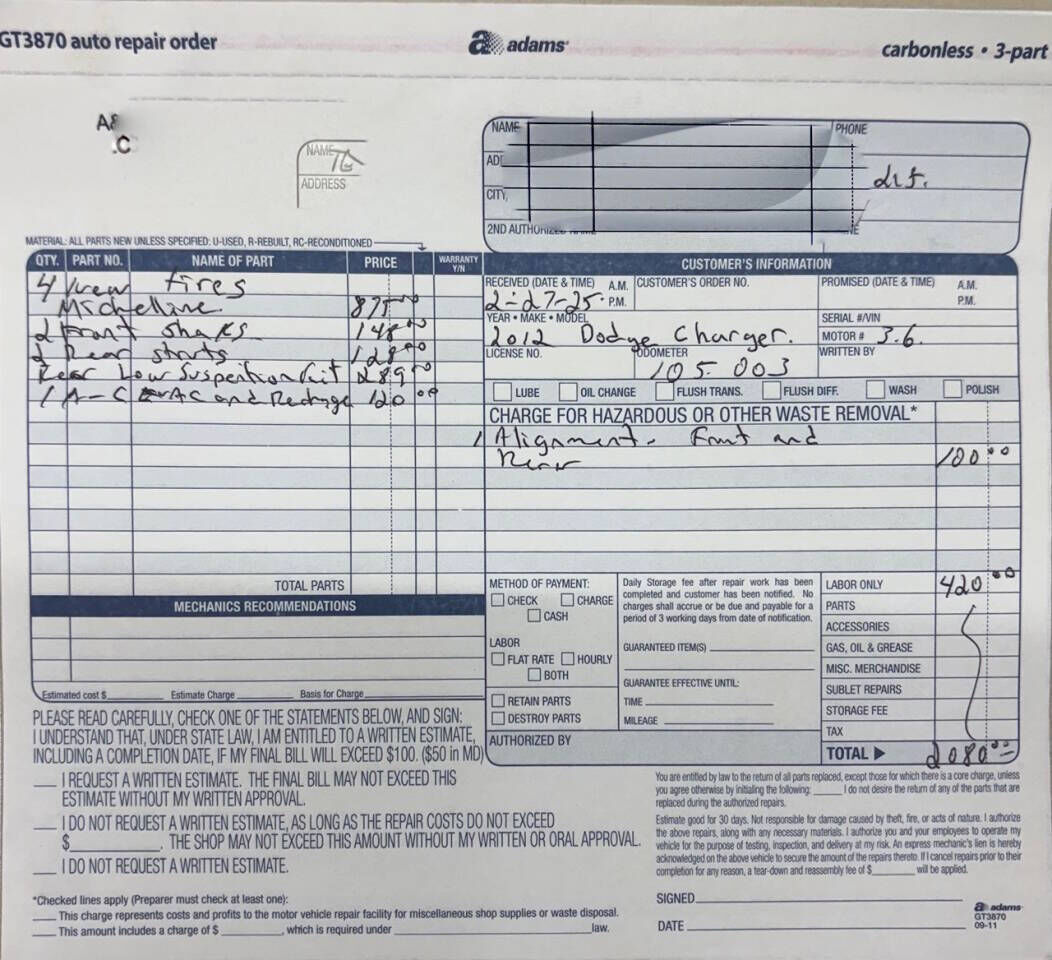 GT3870 auto repair order
adams
carbonless • 3-part
A&
.C
NAME
ADDRESS
NAME
PHONE
CITY,
2ND AUTHORIZED NAME
MATERIAL: ALL PARTS NEW UNLESS SPECIFIED: U-USED, R-REBUILT, RC-RECONDITIONED
QTY. PART NO. NAME OF PART PRICE WARRANTY Y/N
4 New tires
Michelline 875.00
2 Front shaks 148.00
2 Rear struts 128.00
Rear Low Suspention Kit 289.00
1 A-C and Recharge 120.00
TOTAL PARTS
MECHANICS RECOMMENDATIONS
Estimated cost $ Estimate Charge Basis for Charge
CUSTOMER'S INFORMATION
RECEIVED (DATE & TIME) A.M. P.M. CUSTOMER'S ORDER NO. PROMISED (DATE & TIME) A.M. P.M.
2-27-25
YEAR • MAKE • MODEL SERIAL #/VIN
2012 Dodge Charger. MOTOR # 3.6.
LICENSE NO. ODOMETER WRITTEN BY
105.003
LUBE OIL CHANGE FLUSH TRANS. FLUSH DIFF. WASH POLISH
CHARGE FOR HAZARDOUS OR OTHER WASTE REMOVAL*
1 Alignment - Front and
Rear 100.00
METHOD OF PAYMENT:
CHECK CHARGE
CASH
LABOR
FLAT RATE HOURLY
BOTH
RETAIN PARTS
DESTROY PARTS
AUTHORIZED BY
Daily Storage fee after repair work has been
completed and customer has been notified. No
charges shall accrue or be due and payable for a
period of 3 working days from date of notification.
GUARANTEED ITEM(S)
GUARANTEE EFFECTIVE UNTIL:
TIME
MILEAGE
LABOR ONLY 420.00
PARTS
ACCESSORIES
GAS, OIL & GREASE
MISC. MERCHANDISE
SUBLET REPAIRS
STORAGE FEE
TAX
TOTAL ▶ 2080.00
PLEASE READ CAREFULLY, CHECK ONE OF THE STATEMENTS BELOW, AND SIGN:
I UNDERSTAND THAT, UNDER STATE LAW, I AM ENTITLED TO A WRITTEN ESTIMATE,
INCLUDING A COMPLETION DATE, IF MY FINAL BILL WILL EXCEED $100. ($50 in MD)
I REQUEST A WRITTEN ESTIMATE. THE FINAL BILL MAY NOT EXCEED THIS
ESTIMATE WITHOUT MY WRITTEN APPROVAL.
I DO NOT REQUEST A WRITTEN ESTIMATE, AS LONG AS THE REPAIR COSTS DO NOT EXCEED
$ . THE SHOP MAY NOT EXCEED THIS AMOUNT WITHOUT MY WRITTEN OR ORAL APPROVAL.
I DO NOT REQUEST A WRITTEN ESTIMATE.
*Checked lines apply (Preparer must check at least one):
This charge represents costs and profits to the motor vehicle repair facility for miscellaneous shop supplies or waste disposal.
This amount includes a charge of $ , which is required under law.
You are entitled by law to the return of all parts replaced, except those for which there is a core charge, unless
you agree otherwise by initialing the following: I do not desire the return of any of the parts that are
replaced during the authorized repairs.
Estimate good for 30 days. Not responsible for damage caused by theft, fire, or acts of nature. I authorize
the above repairs, along with any necessary materials. I authorize you and your employees to operate my
vehicle for the purpose of testing, inspection, and delivery at my risk. An express mechanic's lien is hereby
acknowledged on the above vehicle to secure the amount of the repairs thereto. If I cancel repairs prior to their
completion for any reason, a tear-down and reassembly fee of $ will be applied.
SIGNED
DATE
adams
GT3870
09-11